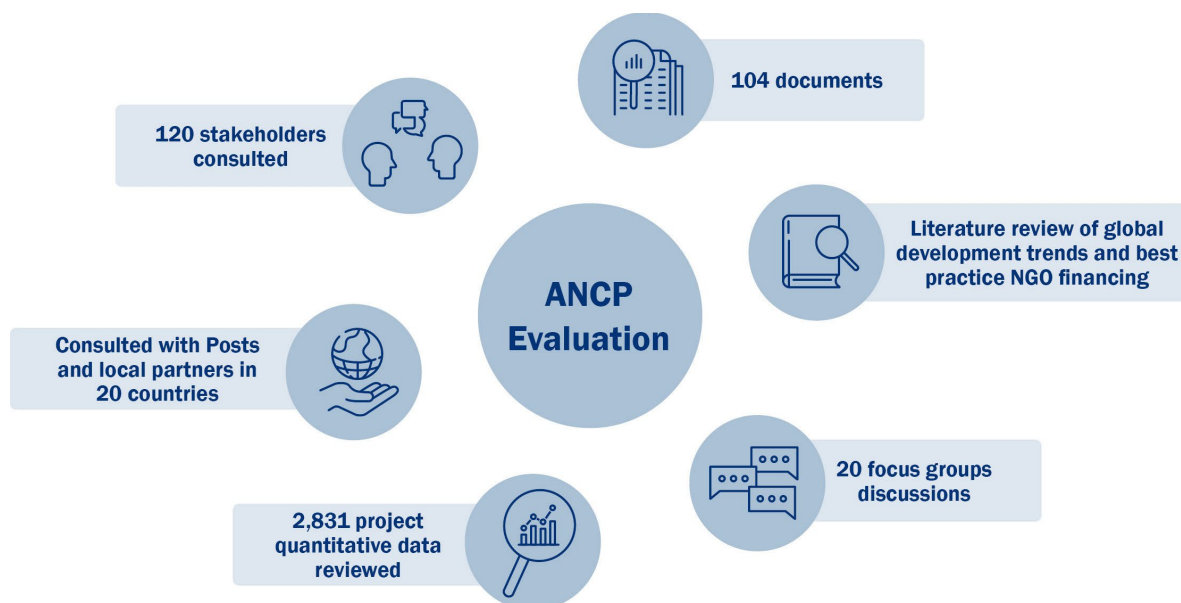 104 documents
120 stakeholders
consulted
Literature review of global
development trends and best
practice NGO financing
ANCP
Evaluation
Consulted with Posts
and local partners in
20 countries
20 focus groups
discussions
2,831 project
quantitative data
reviewed